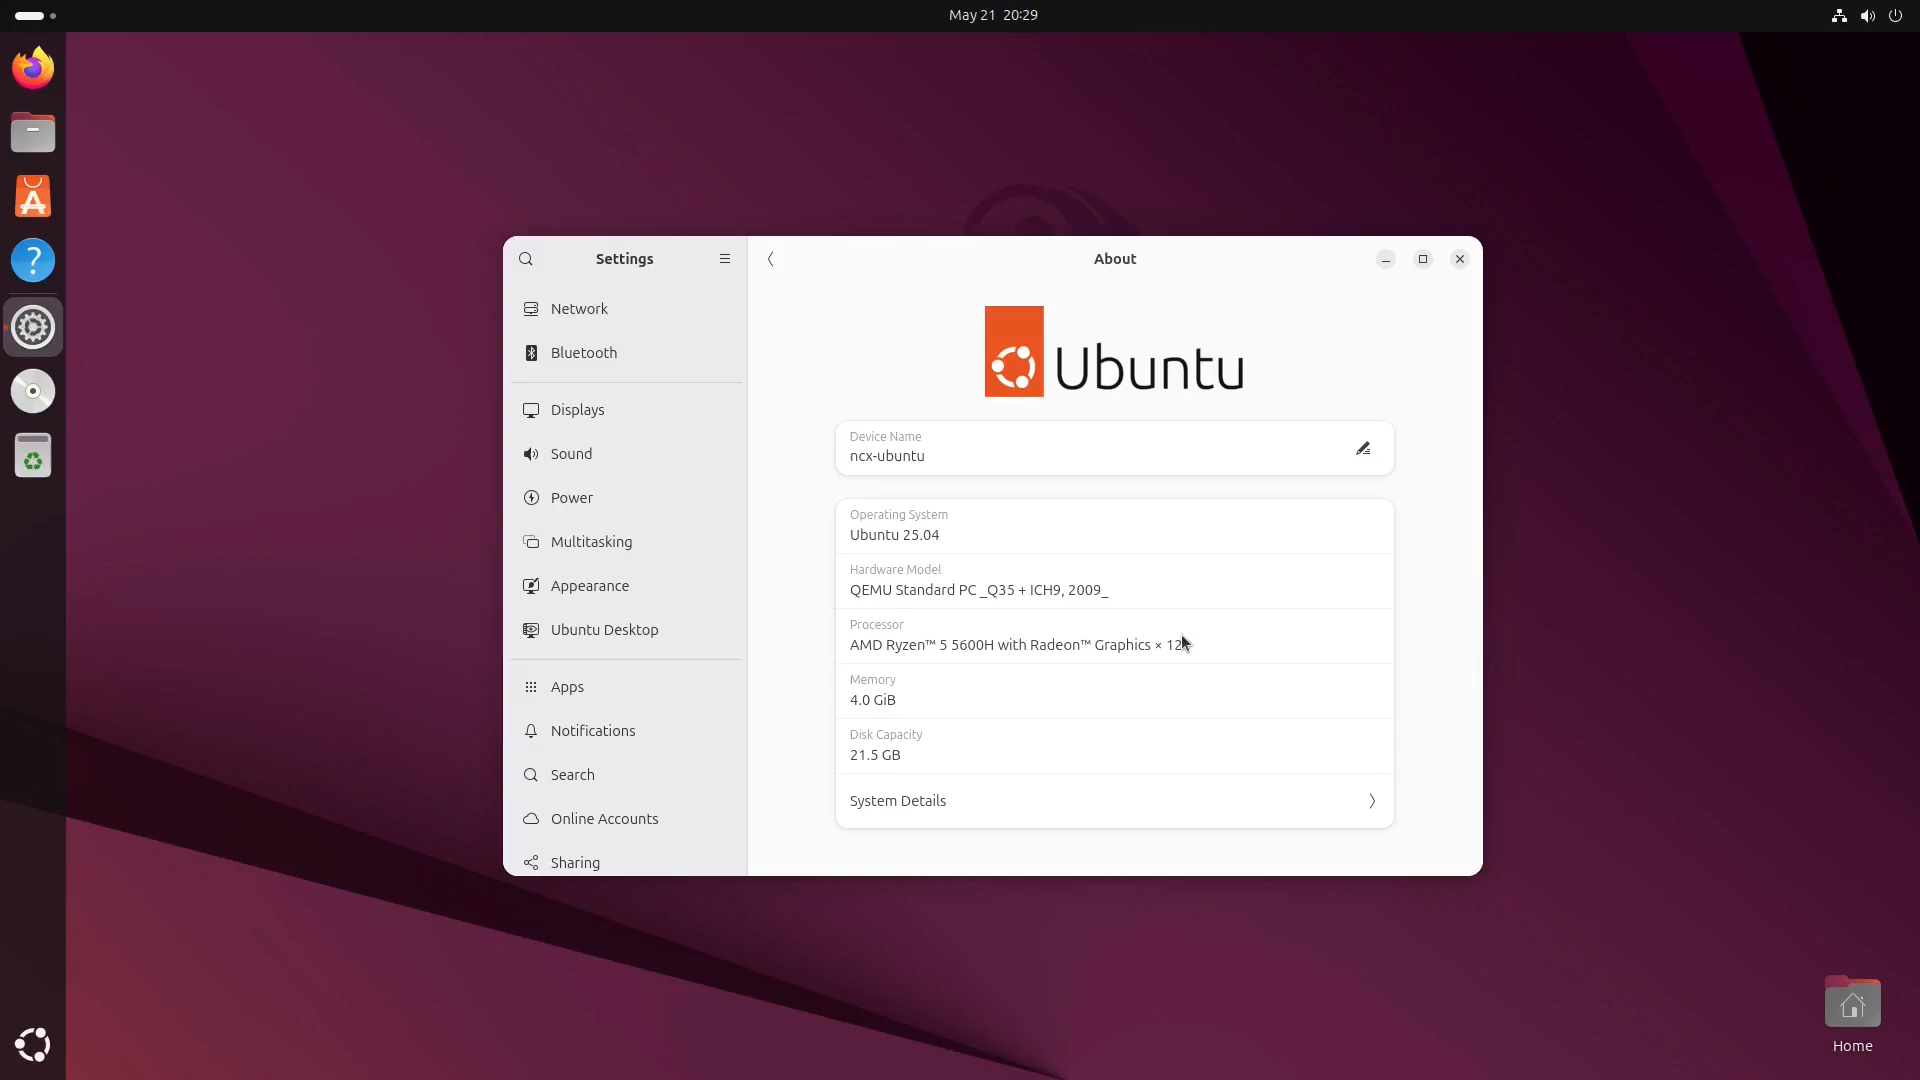 May 21 20:29
Settings
About
Network
Bluetooth
Displays
Sound
Power
Multitasking
Appearance
Ubuntu Desktop
Apps
Notifications
Search
Online Accounts
Sharing
Ubuntu
Device Name
ncx-ubuntu
Operating System
Ubuntu 25.04
Hardware Model
QEMU Standard PC _Q35 + ICH9, 2009_
Processor
AMD Ryzen™ 5 5600H with Radeon™ Graphics × 12
Memory
4.0 GiB
Disk Capacity
21.5 GB
System Details
Home